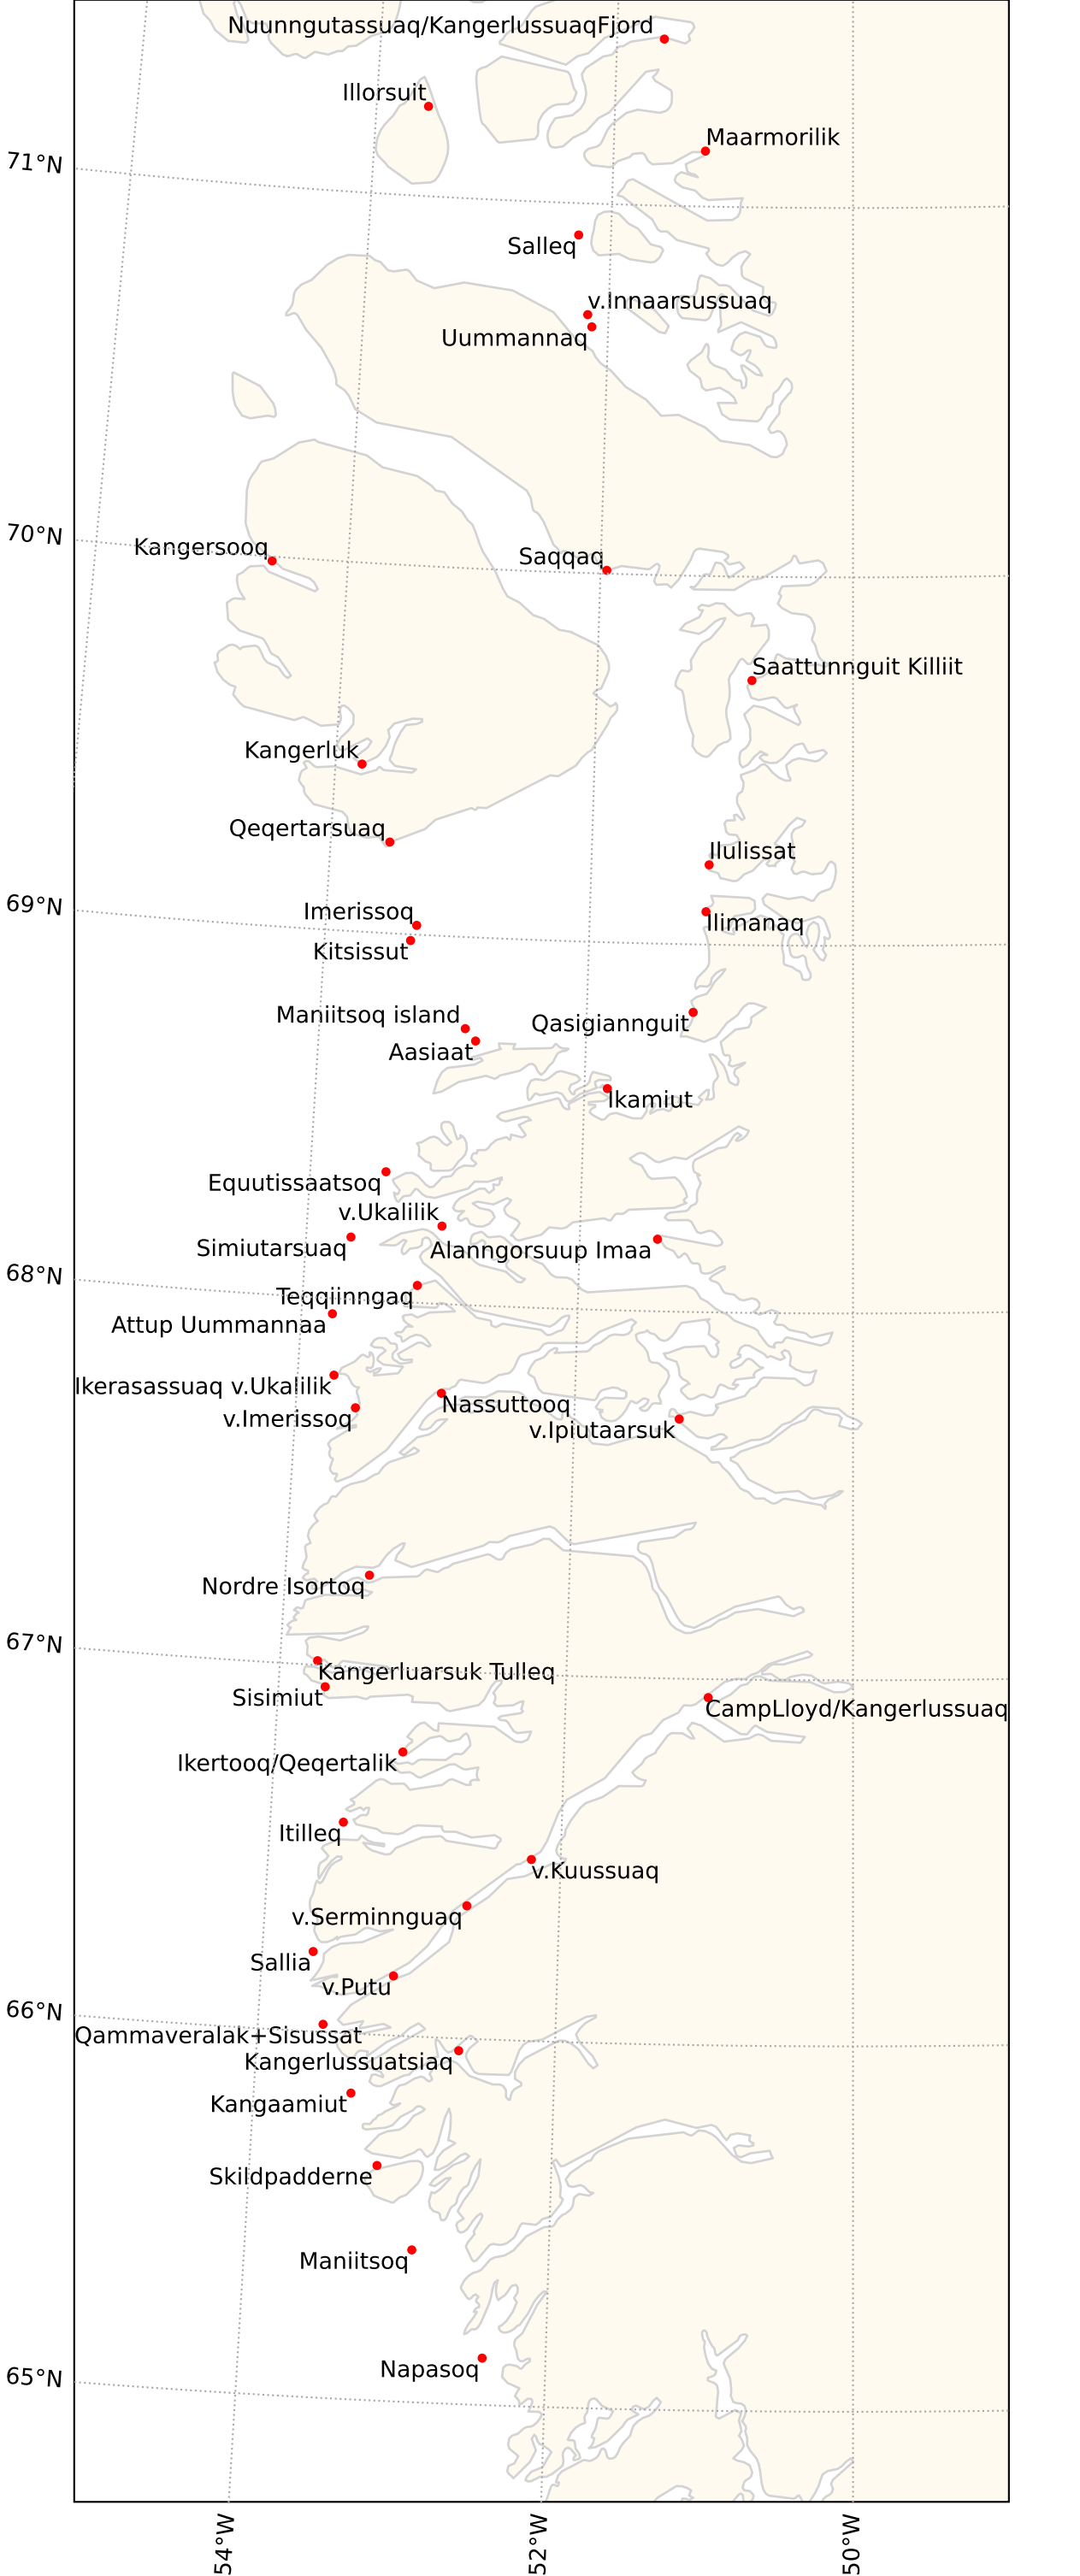 Nuunngutassuaq/KangerlussuaqFjord
Illorsuit
Maarmorilik
71°N
Salleq
v.Innaarsussuaq
Uummannaq
70°N
Kangersooq
Saqqaq
Saattunnguit Killiit
Kangerluk
Qeqertarsuaq
Ilulissat
69°N
Imerissoq
Ilimanaq
Kitsissut
Maniitsoq island
Qasigiannguit
Aasiaat
Ikamiut
Equutissaatsoq
v.Ukalilik
Simiutarsuaq
Alanngorsuup Imaa
68°N
Teqqiinngaq
Attup Uummannaa
Ikerasassuaq v.Ukalilik
Nassuttooq
v.Imerissoq
v.Ipiutaarsuk
Nordre Isortoq
67°N
Kangerluarsuk Tulleq
Sisimiut
CampLloyd/Kangerlussuaq
Ikertooq/Qeqertalik
Itilleq
v.Kuussuaq
v.Serminnguaq
Sallia
v.Putu
66°N
Qammaveralak+Sisussat
Kangerlussuatsiaq
Kangaamiut
Skildpadderne
Maniitsoq
Napasoq
65°N
54°W
52°W
50°W